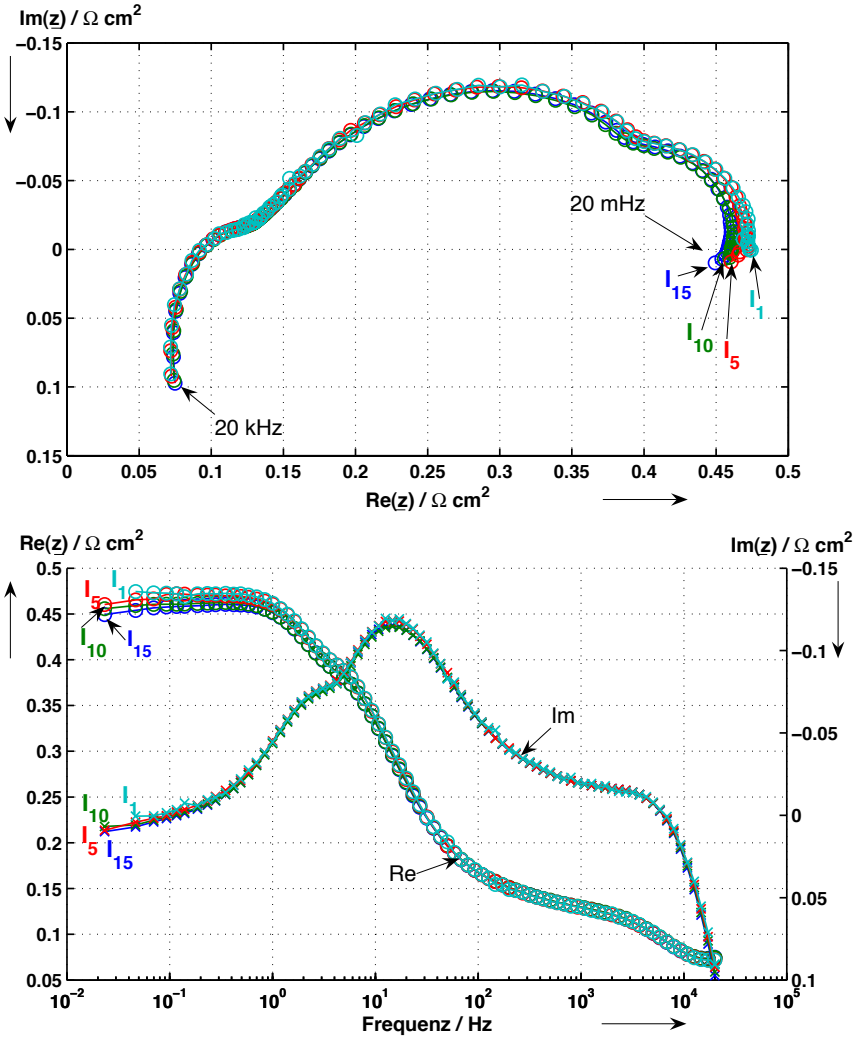 Im(z) / Ω cm²
-0.15
-0.1
-0.05
0
0.05
0.1
0.15
20 mHz
I₁₅
I₁₀
I₅
I₁
20 kHz
0 0.05 0.1 0.15 0.2 0.25 0.3 0.35 0.4 0.45 0.5
Re(z) / Ω cm²
Re(z) / Ω cm²
Im(z) / Ω cm²
0.5
0.45
0.4
0.35
0.3
0.25
0.2
0.15
0.1
0.05
-0.15
-0.1
-0.05
0
0.05
0.1
I₁
I₅
I₁₀
I₁₅
Im
I₁
I₁₀
I₅
I₁₅
Re
10⁻² 10⁻¹ 10⁰ 10¹ 10² 10³ 10⁴ 10⁵
Frequenz / Hz